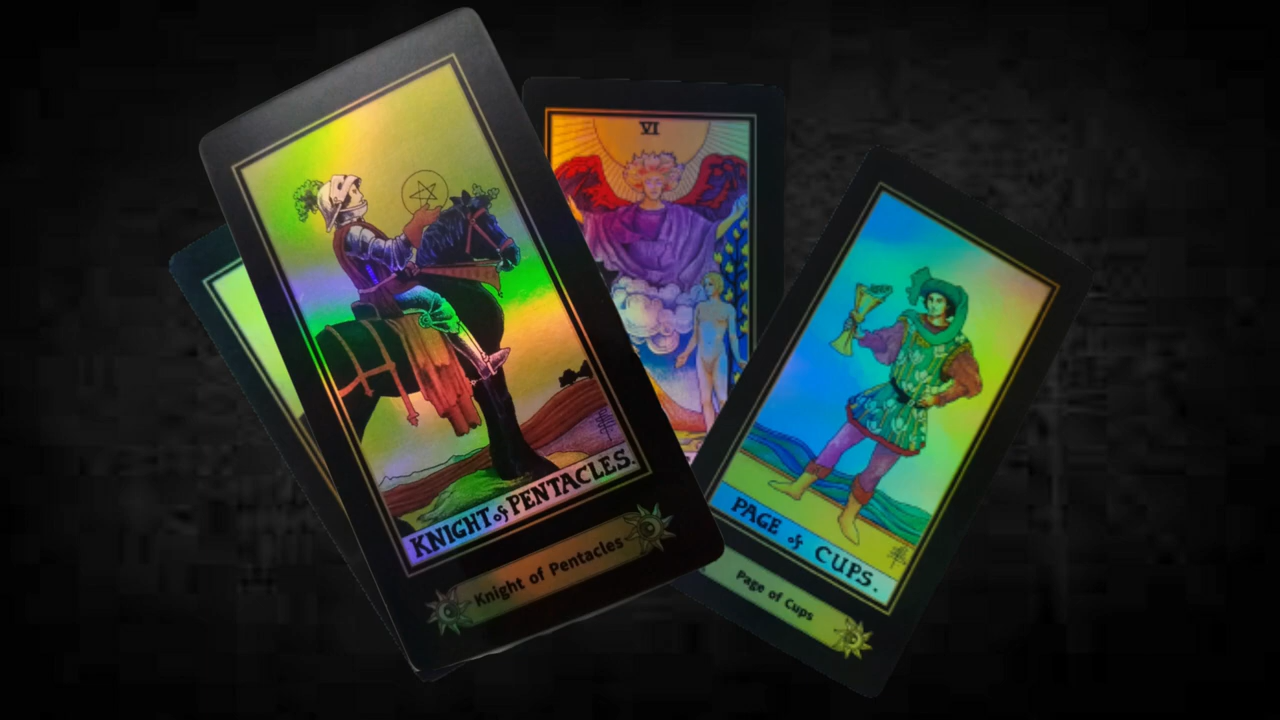 KNIGHT of PENTACLES.
Knight of Pentacles
VI
PAGE of CUPS.
Page of Cups